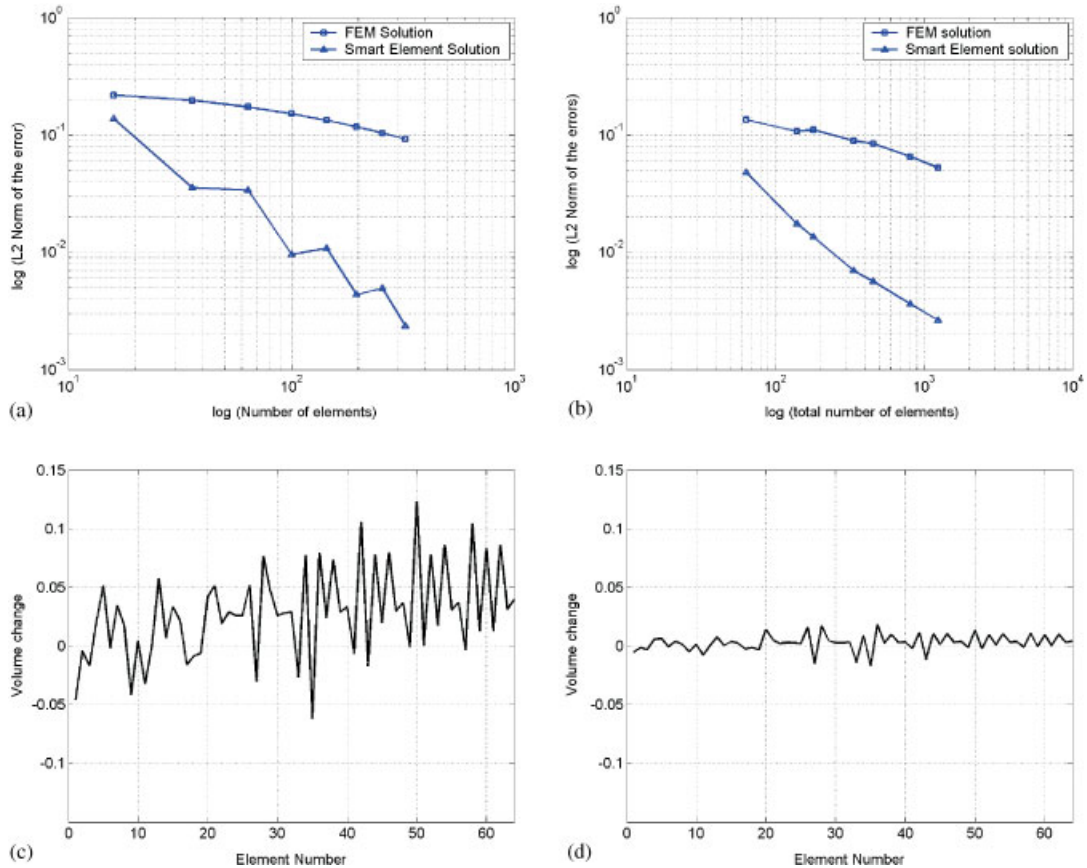 10^0
FEM Solution
Smart Element Solution
10^-1
10^-2
10^-3
log (L2 Norm of the error)
10^1
10^2
10^3
log (Number of elements)
(a)
10^0
FEM solution
Smart Element solution
10^-1
10^-2
10^-3
log (L2 Norm of the errors)
10^1
10^2
10^3
10^4
log (total number of elements)
(b)
0.15
0.1
0.05
0
-0.05
-0.1
Volume change
0
10
20
30
40
50
60
Element Number
(c)
0.15
0.1
0.05
0
-0.05
-0.1
Volume change
0
10
20
30
40
50
60
Element Number
(d)